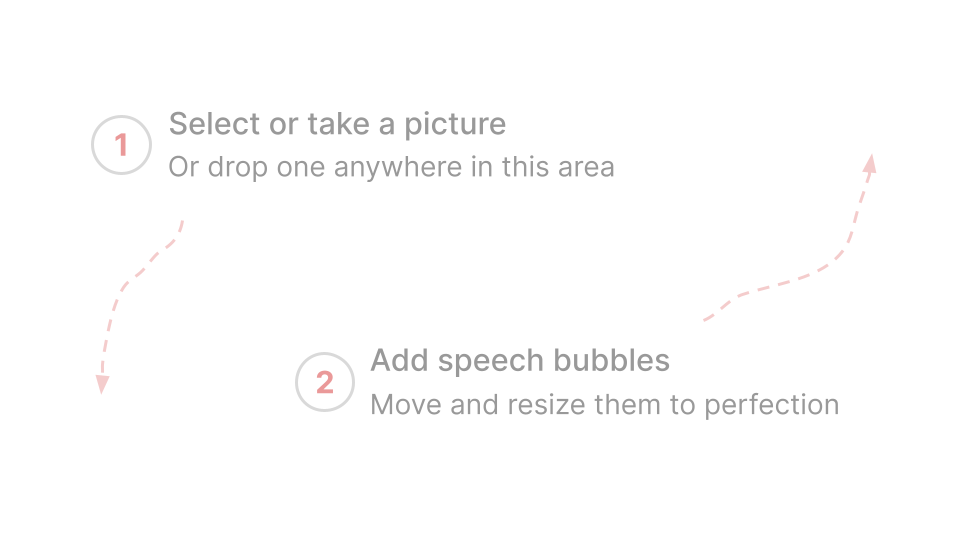 1
Select or take a picture
Or drop one anywhere in this area
2
Add speech bubbles
Move and resize them to perfection